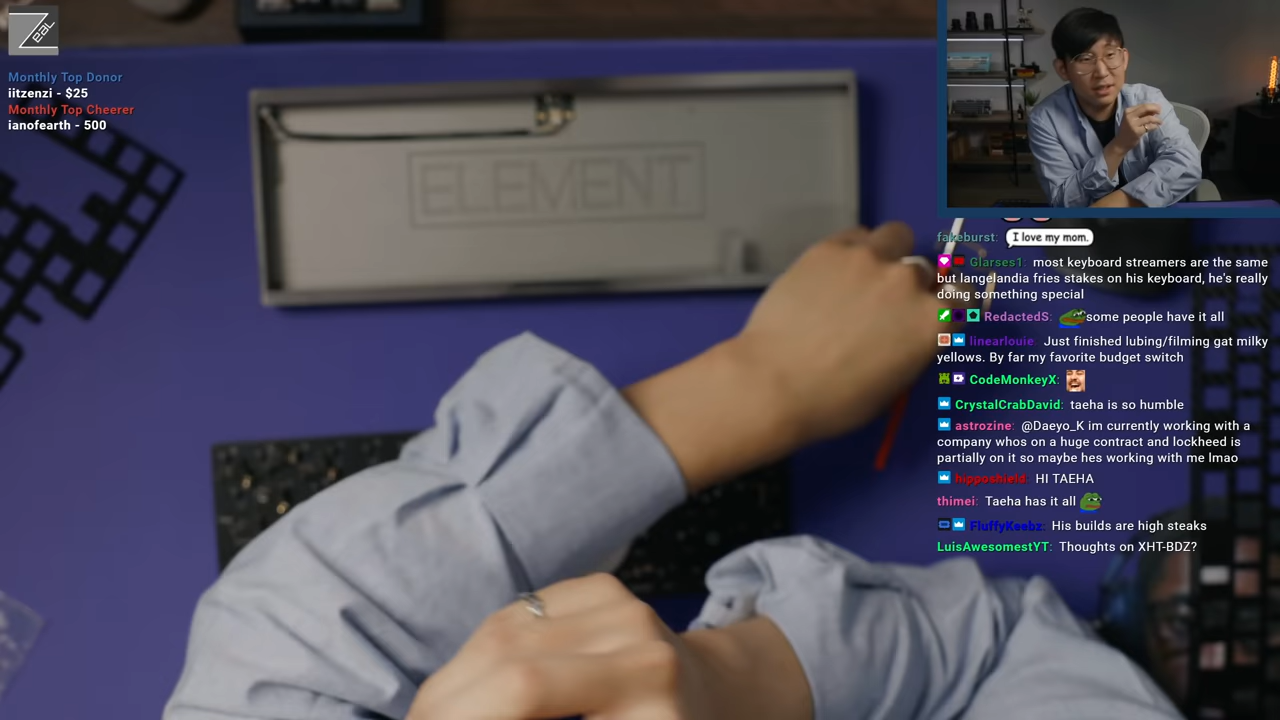 Zeal
Monthly Top Donor
iitzenzi - $25
Monthly Top Cheerer
ianofearth - 500
ELEMENT
fakeburst: I love my mom.
Glarses1: most keyboard streamers are the same
but langelandia fries stakes on his keyboard, he's really
doing something special
RedactedS: some people have it all
linearlouie: Just finished lubing/filming gat milky
yellows. By far my favorite budget switch
CodeMonkeyX:
CrystalCrabDavid: taeha is so humble
astrozine: @Daeyo_K im currently working with a
company whos on a huge contract and lockheed is
partially on it so maybe hes working with me lmao
hipposhield: HI TAEHA
thimei: Taeha has it all
FluffyKeebz: His builds are high steaks
LuisAwesomestYT: Thoughts on XHT-BDZ?